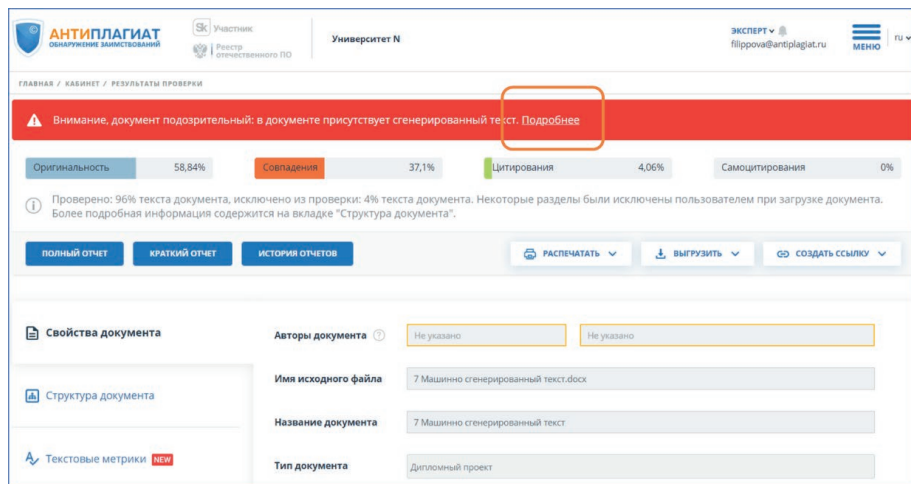 АНТИПЛАГИАТ
ОБНАРУЖЕНИЕ ЗАИМСТВОВАНИЙ
Sk Участник
Реестр
отечественного ПО
Университет N
ЭКСПЕРТ
filippova@antiplagiat.ru
МЕНЮ
ru
ГЛАВНАЯ / КАБИНЕТ / РЕЗУЛЬТАТЫ ПРОВЕРКИ
Внимание, документ подозрительный: в документе присутствует сгенерированный текст. Подробнее
Оригинальность 58,84% Совпадения 37,1% Цитирования 4,06% Самоцитирования 0%
Проверено: 96% текста документа, исключено из проверки: 4% текста документа. Некоторые разделы были исключены пользователем при загрузке документа.
Более подробная информация содержится на вкладке "Структура документа".
ПОЛНЫЙ ОТЧЕТ КРАТКИЙ ОТЧЕТ ИСТОРИЯ ОТЧЕТОВ РАСПЕЧАТАТЬ ВЫГРУЗИТЬ СОЗДАТЬ ССЫЛКУ
Свойства документа
Структура документа
Текстовые метрики NEW
Авторы документа ? Не указано Не указано
Имя исходного файла 7 Машинно сгенерированный текст.docx
Название документа 7 Машинно сгенерированный текст
Тип документа Дипломный проект